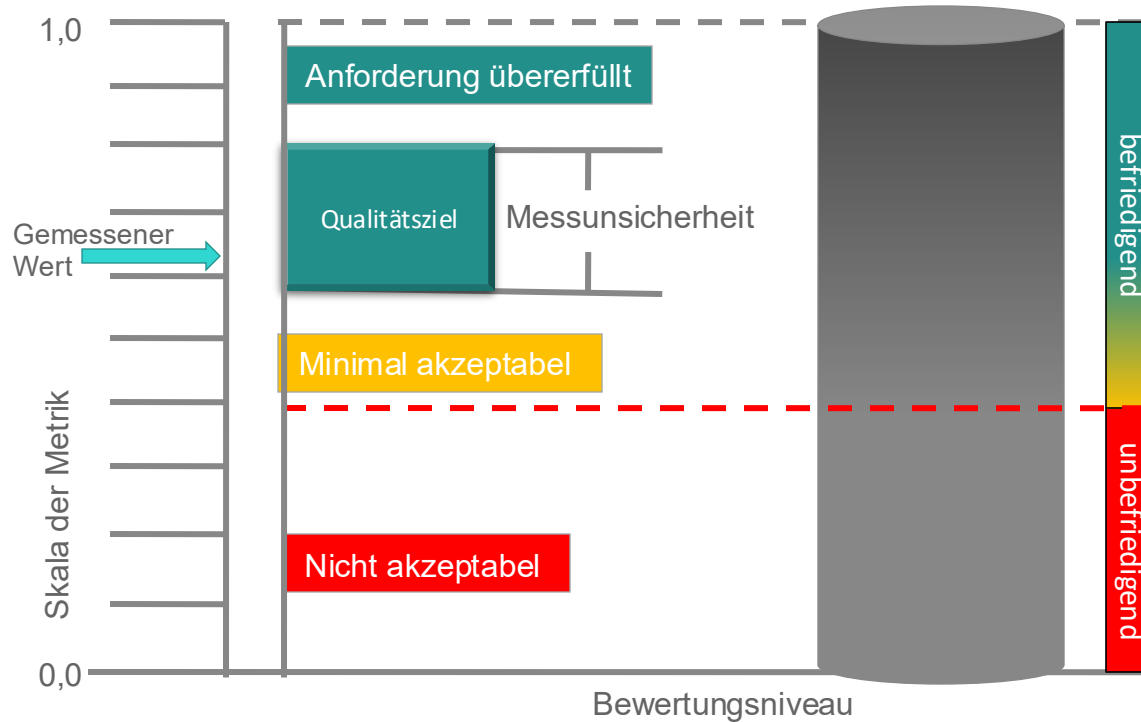 1,0
Anforderung übererfüllt
Qualitätsziel
Messunsicherheit
Gemessener
Wert
Minimal akzeptabel
Nicht akzeptabel
Skala der Metrik
0,0
Bewertungsniveau
befriedigend
unbefriedigend